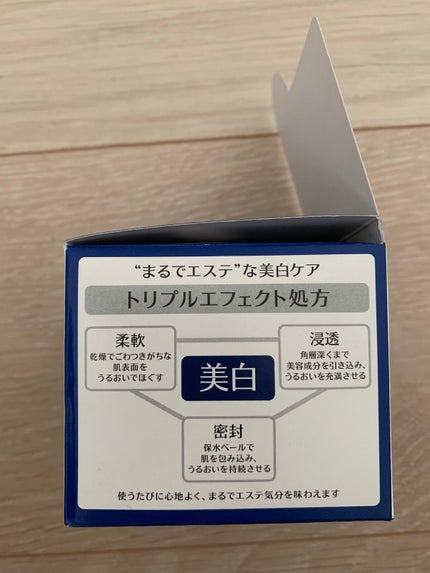 “まるでエステ”な美白ケア
トリプルエフェクト処方
柔軟
乾燥でごわつきがちな
肌表面を
うるおいでほぐす
浸透
角層深くまで
美容成分を引き込み、
うるおいを充満させる
美白
密封
保水ベールで
肌を包み込み、
うるおいを持続させる
使うたびに心地よく、まるでエステ気分を味わえます